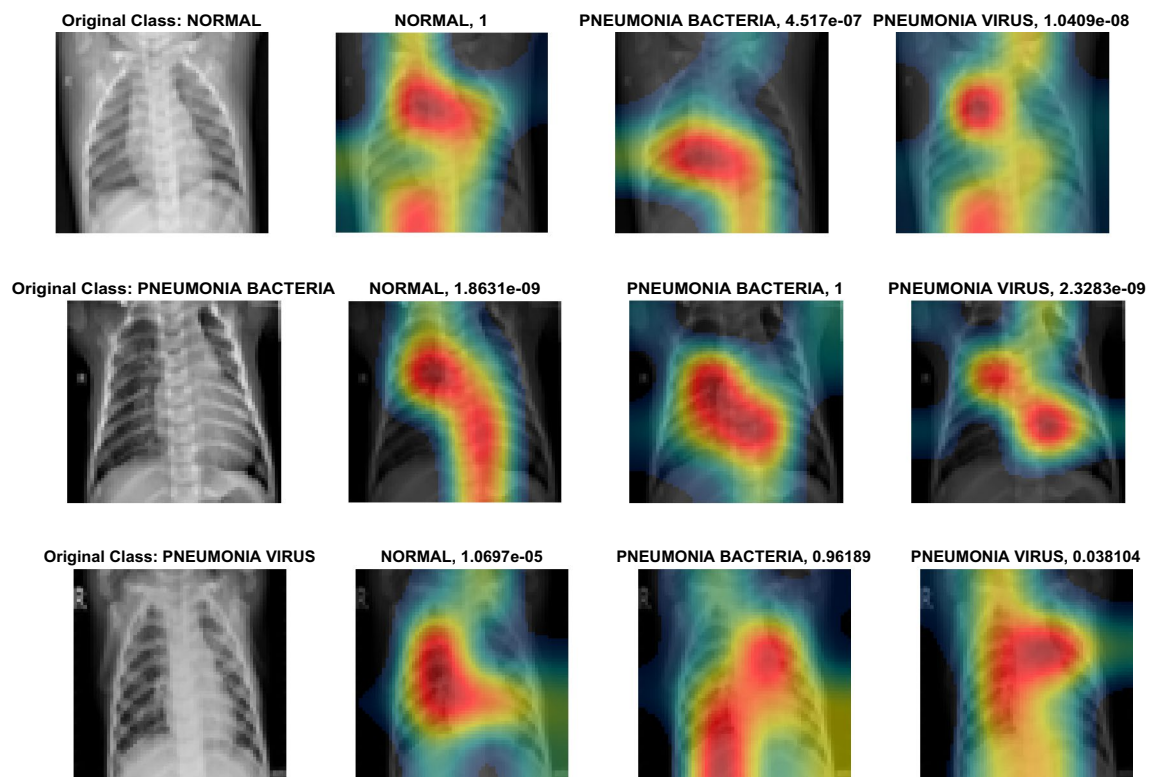 Original Class: NORMAL
NORMAL, 1
PNEUMONIA BACTERIA, 4.517e-07
PNEUMONIA VIRUS, 1.0409e-08
Original Class: PNEUMONIA BACTERIA
NORMAL, 1.8631e-09
PNEUMONIA BACTERIA, 1
PNEUMONIA VIRUS, 2.3283e-09
Original Class: PNEUMONIA VIRUS
NORMAL, 1.0697e-05
PNEUMONIA BACTERIA, 0.96189
PNEUMONIA VIRUS, 0.038104